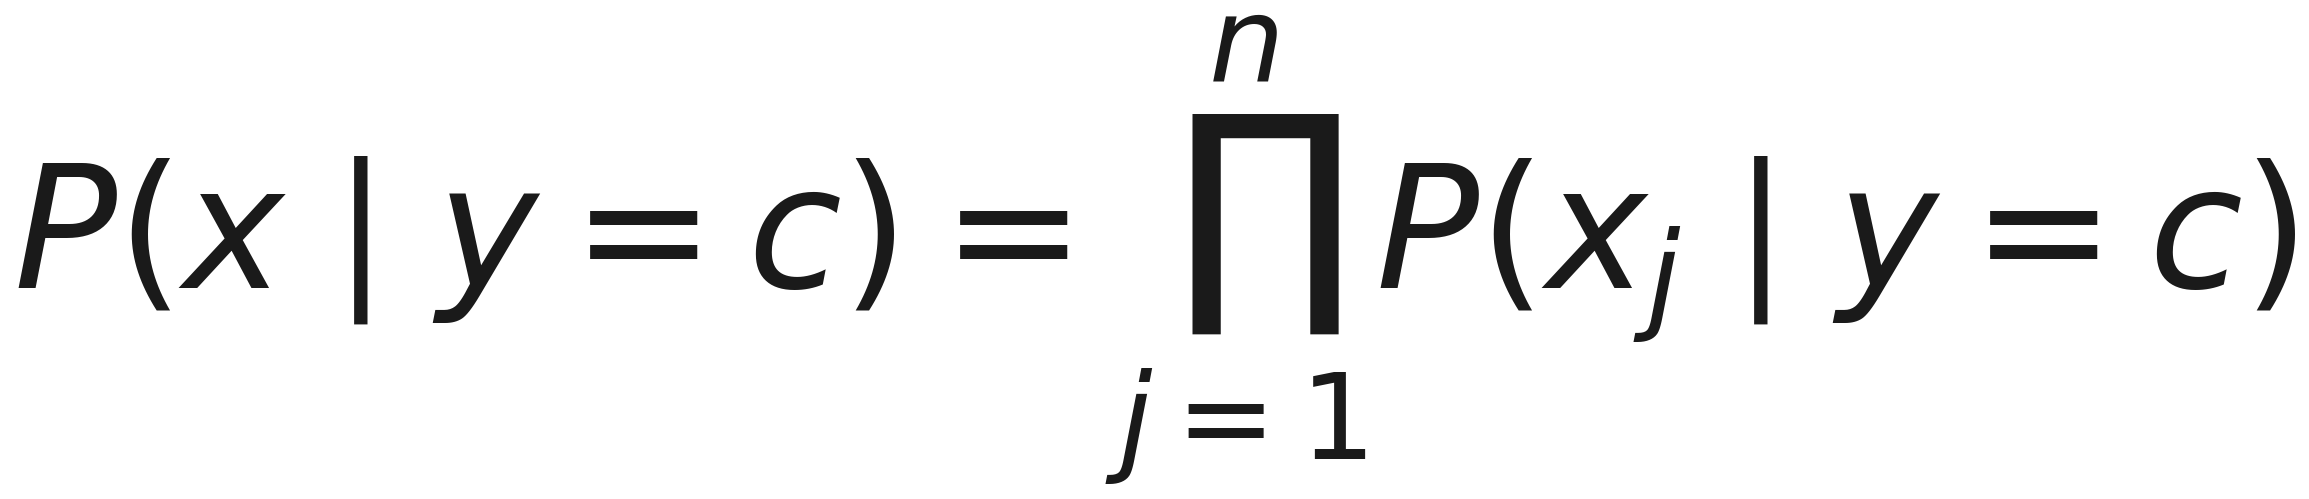 P(x | y = c) = ∏_{j=1}^{n} P(x_j | y = c)